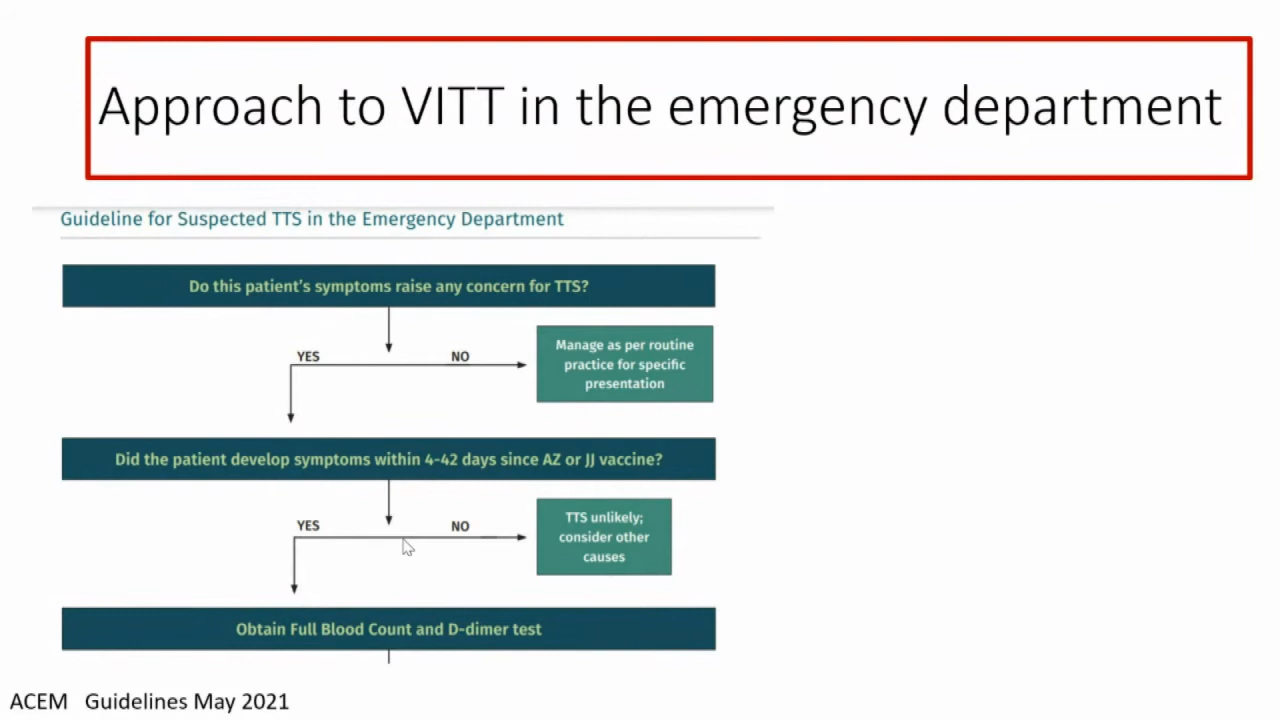 Approach to VITT in the emergency department
Guideline for Suspected TTS in the Emergency Department
Do this patient's symptoms raise any concern for TTS?
YES
NO
Manage as per routine
practice for specific
presentation
Did the patient develop symptoms within 4-42 days since AZ or JJ vaccine?
YES
NO
TTS unlikely;
consider other
causes
Obtain Full Blood Count and D-dimer test
ACEM Guidelines May 2021